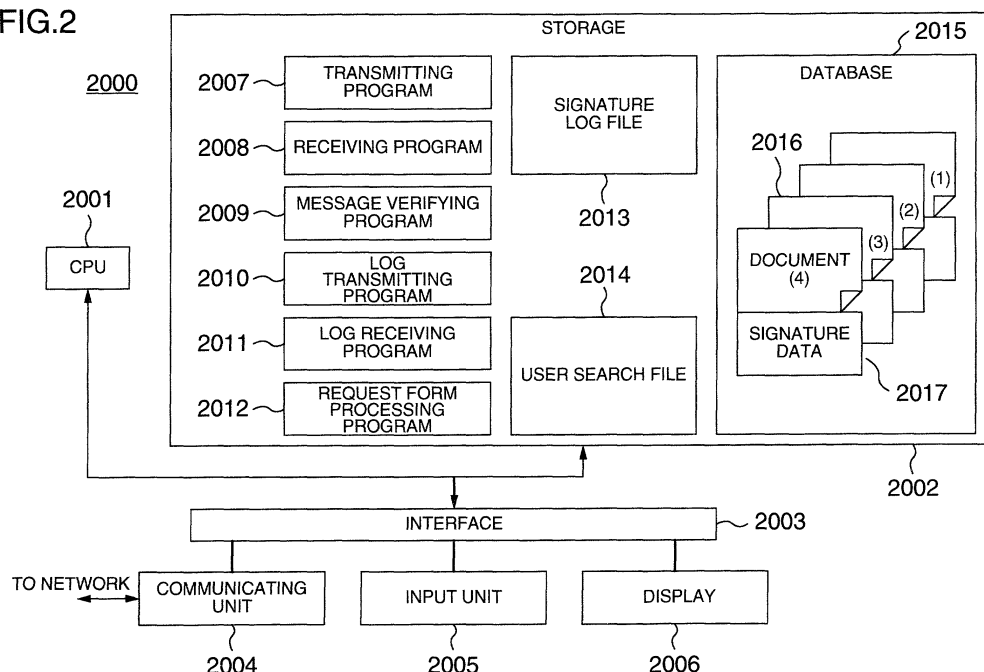 FIG.2
2000
STORAGE
2007
TRANSMITTING
PROGRAM
2008
RECEIVING PROGRAM
2009
MESSAGE VERIFYING
PROGRAM
2010
LOG
TRANSMITTING
PROGRAM
2011
LOG RECEIVING
PROGRAM
2012
REQUEST FORM
PROCESSING
PROGRAM
SIGNATURE
LOG FILE
2013
2014
USER SEARCH FILE
2015
DATABASE
2016
(1)
(2)
(3)
DOCUMENT
(4)
SIGNATURE
DATA
2017
2001
CPU
2002
INTERFACE
2003
TO NETWORK
COMMUNICATING
UNIT
2004
INPUT UNIT
2005
DISPLAY
2006